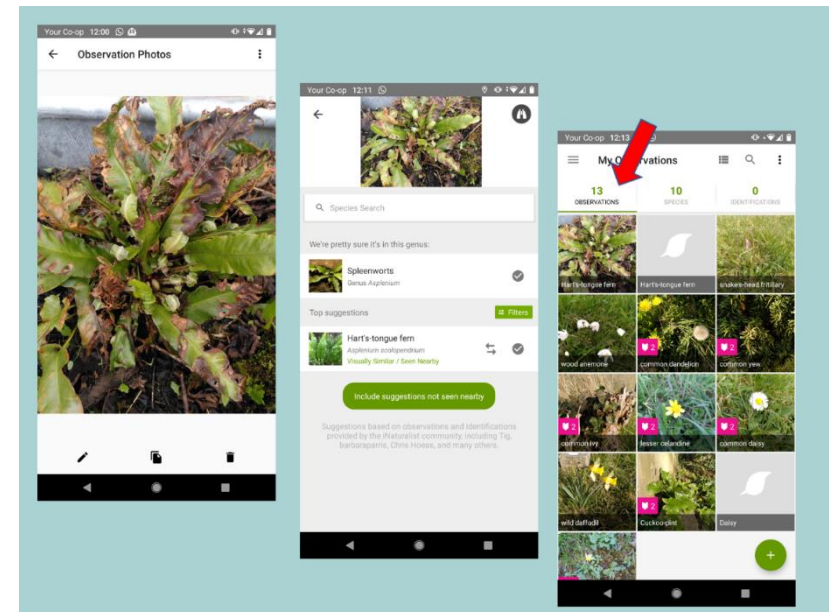 Your Co-op 12:00
Observation Photos
Your Co-op 12:11
Species Search
We're pretty sure it's in this genus:
Spleenworts
Genus Asplenium
Top suggestions
Filters
Hart's-tongue fern
Asplenium scolopendrium
Visually Similar / Seen Nearby
Include suggestions not seen nearby
Suggestions based on observations and identifications
provided by the iNaturalist community, including Tig,
barbaraparris, Chris Hoess, and many others.
Your Co-op 12:13
My Observations
13 10 0
OBSERVATIONS SPECIES IDENTIFICATIONS
Hart's-tongue fern Hart's-tongue fern snakes-head fritillary
2 2
wood anemone common dandelion common yew
2 2 2
common ivy lesser celandine common daisy
2
wild daffodil Cuckoo-pint Daisy